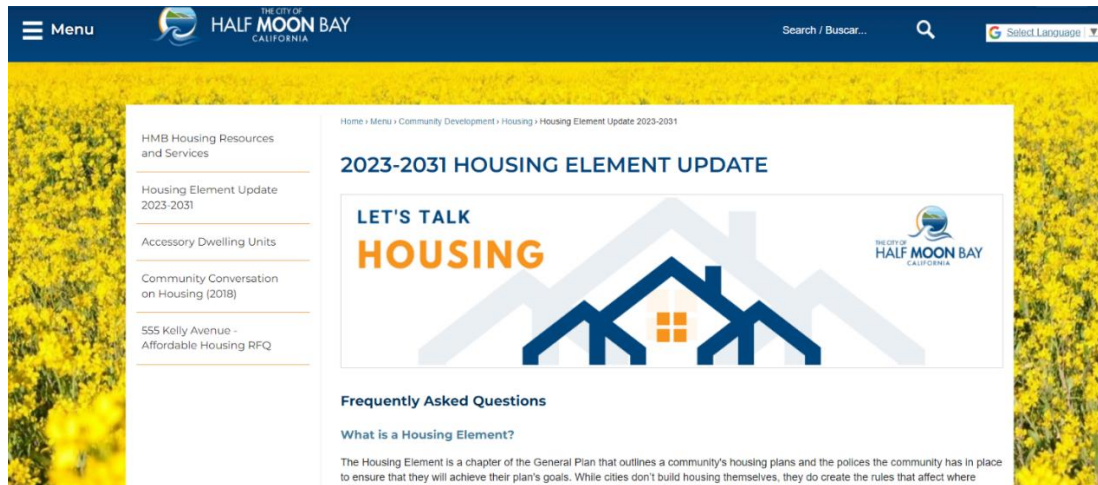 Menu
THE CITY OF
HALF MOON BAY
CALIFORNIA
Search / Buscar...
G Select Language ▼
HMB Housing Resources
and Services
Housing Element Update
2023-2031
Accessory Dwelling Units
Community Conversation
on Housing (2018)
555 Kelly Avenue -
Affordable Housing RFQ
Home › Menu › Community Development › Housing › Housing Element Update 2023-2031
2023-2031 HOUSING ELEMENT UPDATE
LET'S TALK
HOUSING
THE CITY OF
HALF MOON BAY
CALIFORNIA
Frequently Asked Questions
What is a Housing Element?
The Housing Element is a chapter of the General Plan that outlines a community's housing plans and the polices the community has in place
to ensure that they will achieve their plan's goals. While cities don't build housing themselves, they do create the rules that affect where